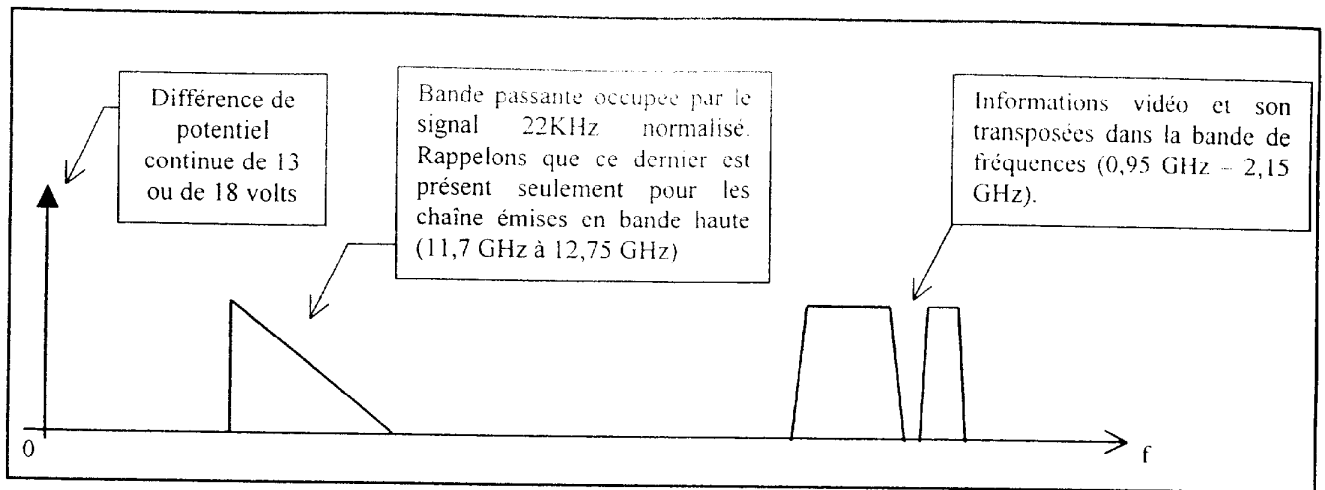 Différence de
potentiel
continue de 13
ou de 18 volts
Bande passante occupée par le
signal 22KHz normalisé.
Rappelons que ce dernier est
présent seulement pour les
chaîne émises en bande haute
(11,7 GHz à 12,75 GHz)
Informations vidéo et son
transposées dans la bande de
fréquences (0,95 GHz – 2,15
GHz).
0
f